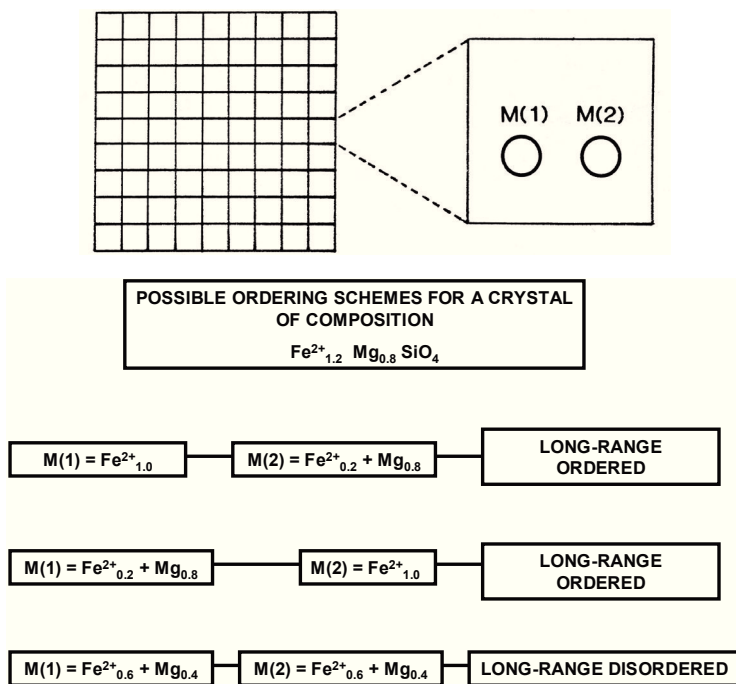 M(1) M(2)
POSSIBLE ORDERING SCHEMES FOR A CRYSTAL
OF COMPOSITION
Fe²⁺₁.₂ Mg₀.₈ SiO₄
M(1) = Fe²⁺₁.₀ M(2) = Fe²⁺₀.₂ + Mg₀.₈ LONG-RANGE
ORDERED
M(1) = Fe²⁺₀.₂ + Mg₀.₈ M(2) = Fe²⁺₁.₀ LONG-RANGE
ORDERED
M(1) = Fe²⁺₀.₆ + Mg₀.₄ M(2) = Fe²⁺₀.₆ + Mg₀.₄ LONG-RANGE DISORDERED